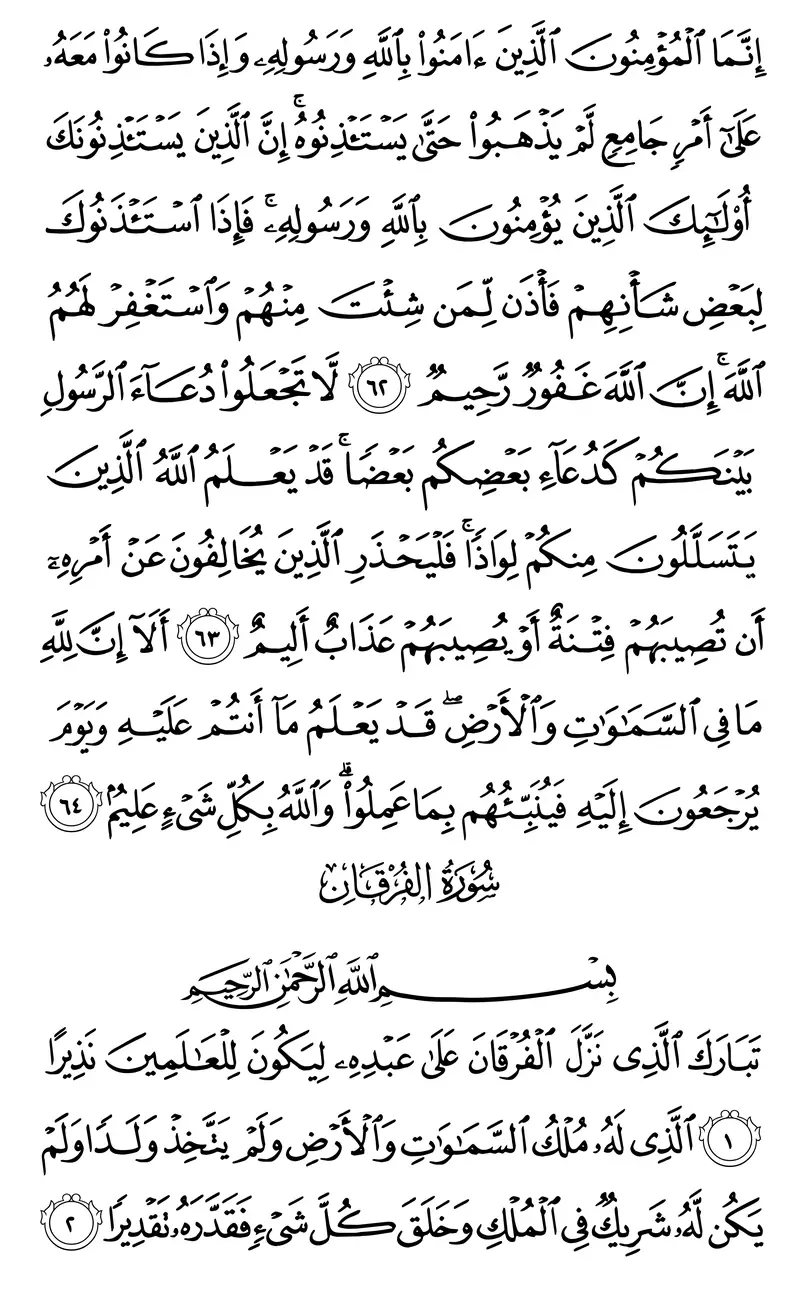 إِنَّمَا ٱلْمُؤْمِنُونَ ٱلَّذِينَ ءَامَنُوا۟ بِٱللَّهِ وَرَسُولِهِۦ وَإِذَا كَانُوا۟ مَعَهُۥ
عَلَىٰٓ أَمْرٍ جَامِعٍ لَّمْ يَذْهَبُوا۟ حَتَّىٰ يَسْتَـْٔذِنُوهُ ۚ إِنَّ ٱلَّذِينَ يَسْتَـْٔذِنُونَكَ
أُو۟لَـٰٓئِكَ ٱلَّذِينَ يُؤْمِنُونَ بِٱللَّهِ وَرَسُولِهِۦ ۚ فَإِذَا ٱسْتَـْٔذَنُوكَ
لِبَعْضِ شَأْنِهِمْ فَأْذَن لِّمَن شِئْتَ مِنْهُمْ وَٱسْتَغْفِرْ لَهُمُ
ٱللَّهَ ۚ إِنَّ ٱللَّهَ غَفُورٌ رَّحِيمٌ ٦٢ لَّا تَجْعَلُوا۟ دُعَآءَ ٱلرَّسُولِ
بَيْنَكُمْ كَدُعَآءِ بَعْضِكُم بَعْضًا ۚ قَدْ يَعْلَمُ ٱللَّهُ ٱلَّذِينَ
يَتَسَلَّلُونَ مِنكُمْ لِوَاذًا ۚ فَلْيَحْذَرِ ٱلَّذِينَ يُخَالِفُونَ عَنْ أَمْرِهِۦٓ
أَن تُصِيبَهُمْ فِتْنَةٌ أَوْ يُصِيبَهُمْ عَذَابٌ أَلِيمٌ ٦٣ أَلَآ إِنَّ لِلَّهِ
مَا فِى ٱلسَّمَـٰوَٰتِ وَٱلْأَرْضِ ۖ قَدْ يَعْلَمُ مَآ أَنتُمْ عَلَيْهِ وَيَوْمَ
يُرْجَعُونَ إِلَيْهِ فَيُنَبِّئُهُم بِمَا عَمِلُوا۟ ۗ وَٱللَّهُ بِكُلِّ شَىْءٍ عَلِيمٌۢ ٦٤
سُورَةُ الفُرْقَانِ
بِسْمِ ٱللَّهِ ٱلرَّحْمَـٰنِ ٱلرَّحِيمِ
تَبَارَكَ ٱلَّذِى نَزَّلَ ٱلْفُرْقَانَ عَلَىٰ عَبْدِهِۦ لِيَكُونَ لِلْعَـٰلَمِينَ نَذِيرًا
١ ٱلَّذِى لَهُۥ مُلْكُ ٱلسَّمَـٰوَٰتِ وَٱلْأَرْضِ وَلَمْ يَتَّخِذْ وَلَدًا وَلَمْ
يَكُن لَّهُۥ شَرِيكٌ فِى ٱلْمُلْكِ وَخَلَقَ كُلَّ شَىْءٍ فَقَدَّرَهُۥ تَقْدِيرًا ٢